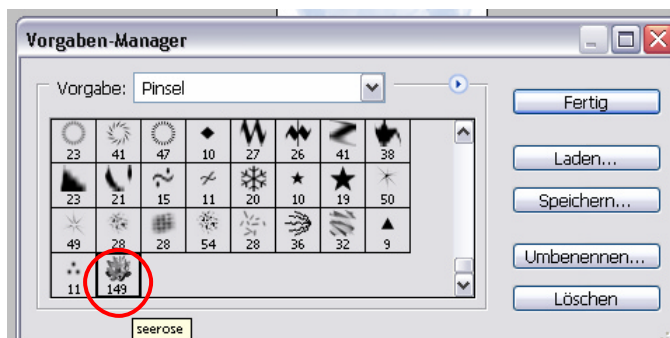 Vorgaben-Manager
Vorgabe: Pinsel
Fertig
23 41 47 10 27 26 41 38
Laden...
23 21 15 11 20 10 19 50
Speichern...
49 28 28 54 28 36 32 9
Umbenennen...
11 149
Löschen
seerose